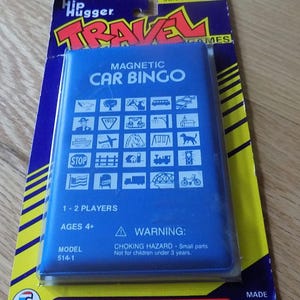 Hip
Hugger
TRAVEL
GAMES
MAGNETIC
CAR BINGO
STOP
1 - 2 PLAYERS
AGES 4+
⚠ WARNING:
MODEL
514-1
CHOKING HAZARD - Small parts
Not for children under 3 years.
MADE